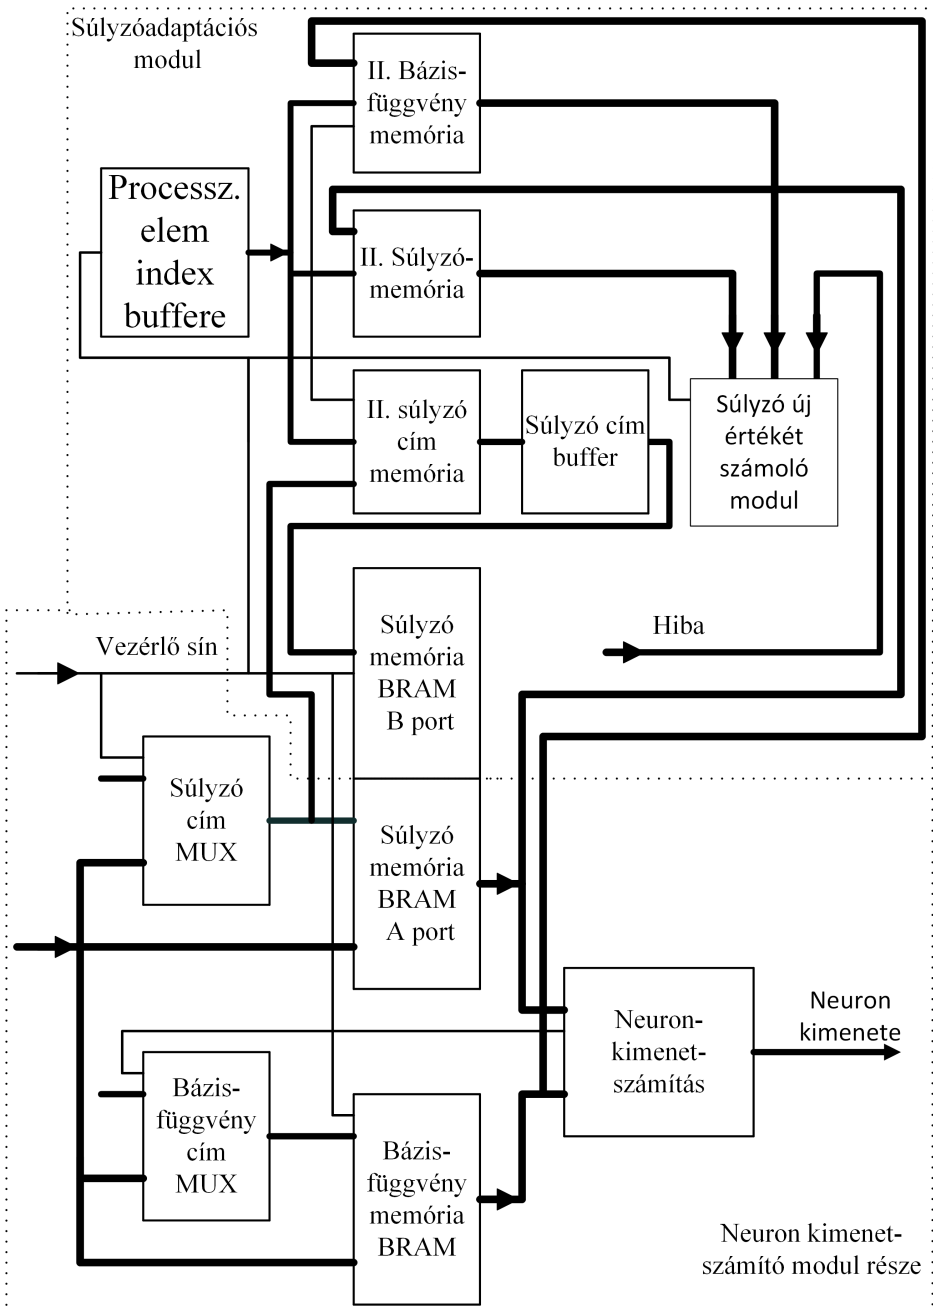 Súlyzóadaptációs
modul
II. Bázis-
függvény
memória
Processz.
elem
index
buffere
II. Súlyzó-
memória
II. súlyzó
cím
memória
Súlyzó cím
buffer
Súlyzó új
értékét
számoló
modul
Súlyzó
memória
BRAM
B port
Hiba
Vezérlő sín
Súlyzó
cím
MUX
Súlyzó
memória
BRAM
A port
Neuron-
kimenet-
számítás
Neuron
kimenete
Bázis-
függvény
cím
MUX
Bázis-
függvény
memória
BRAM
Neuron kimenet-
számító modul része